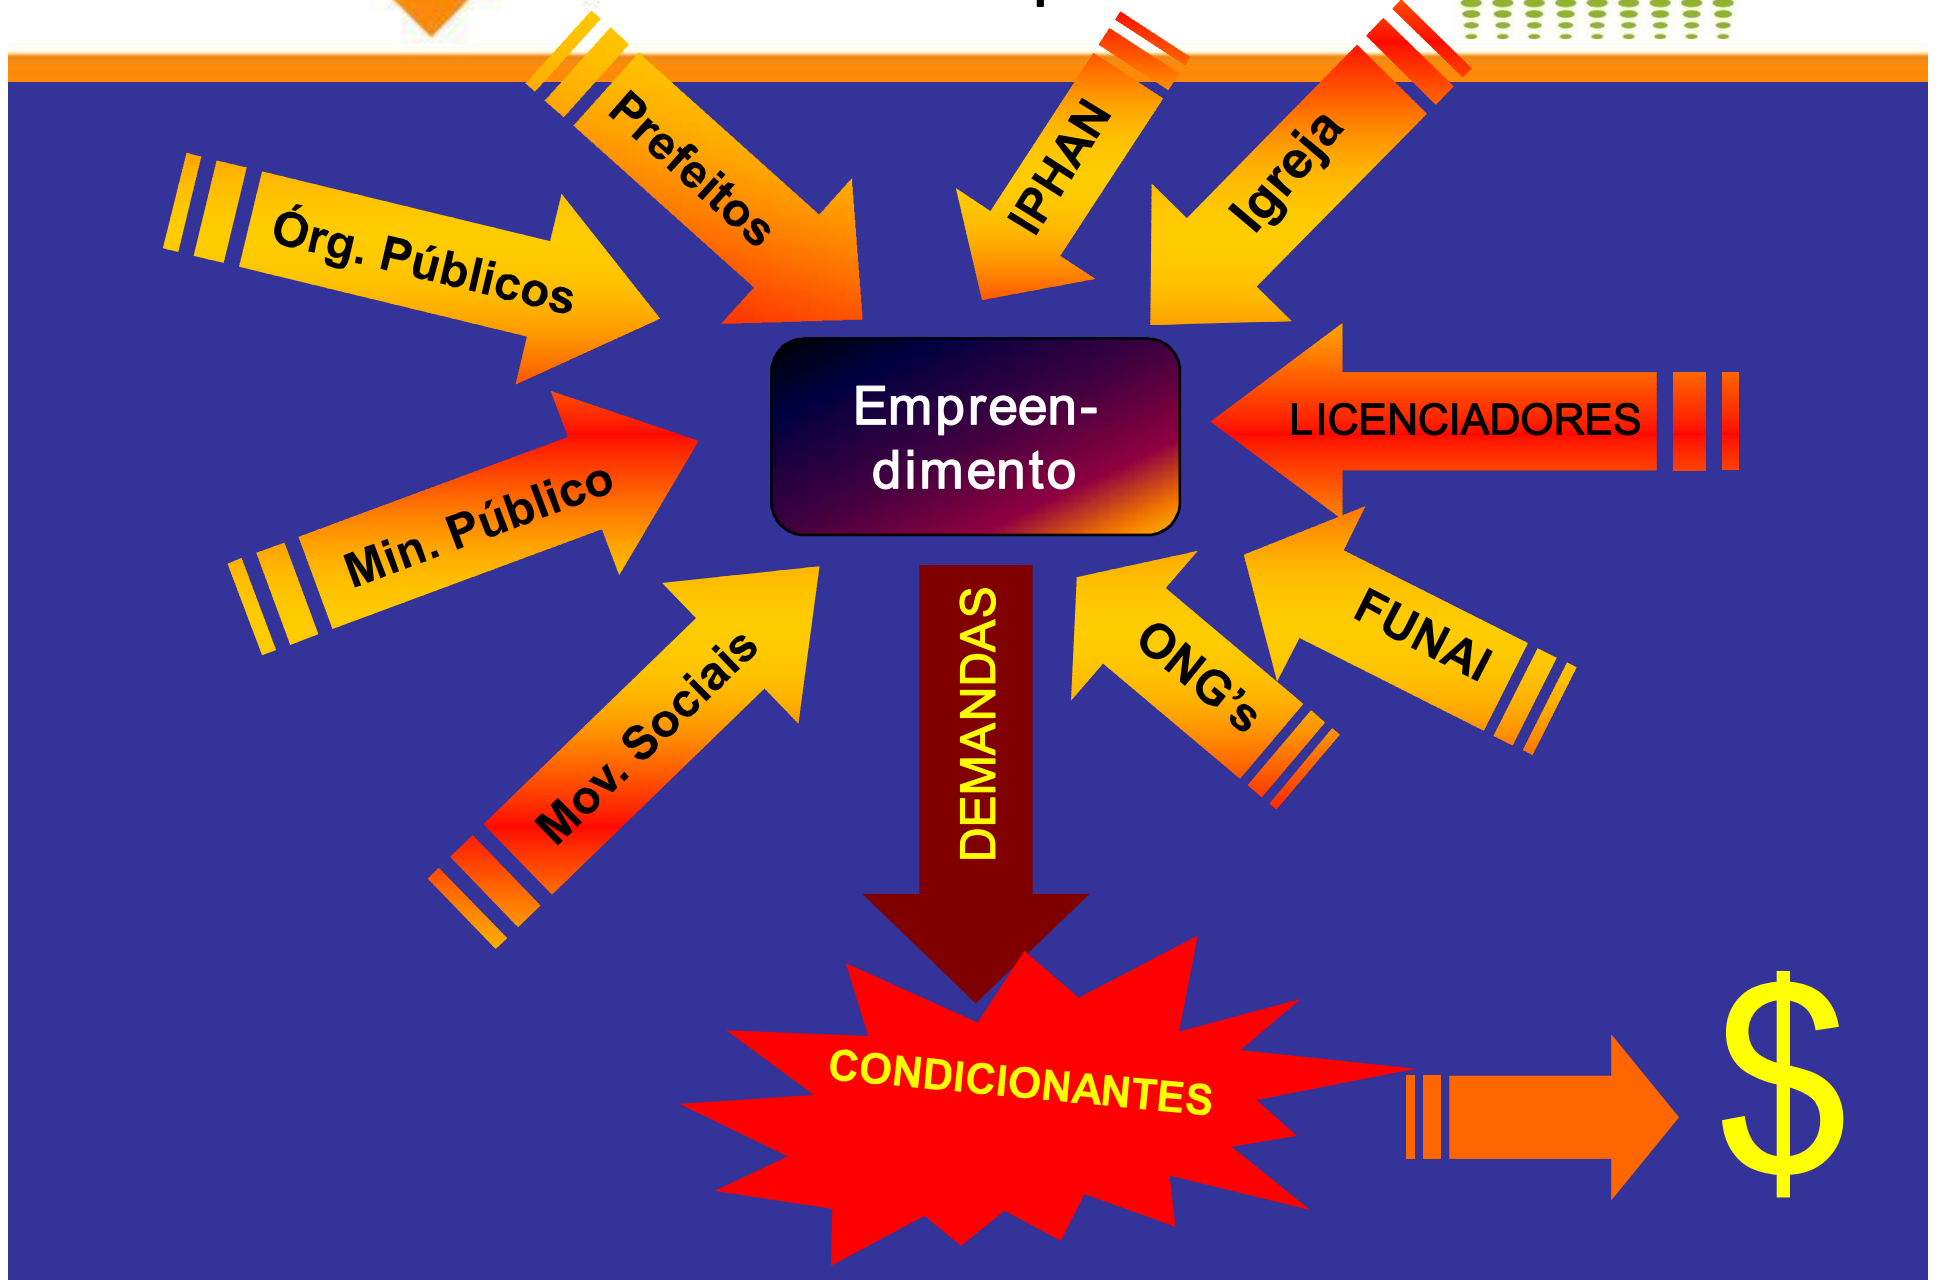 Prefeitos
IPHAN
Igreja
Órg. Públicos
Empreen-
dimento
LICENCIADORES
Min. Público
FUNAI
ONG’s
Mov. Sociais
DEMANDAS
CONDICIONANTES
$